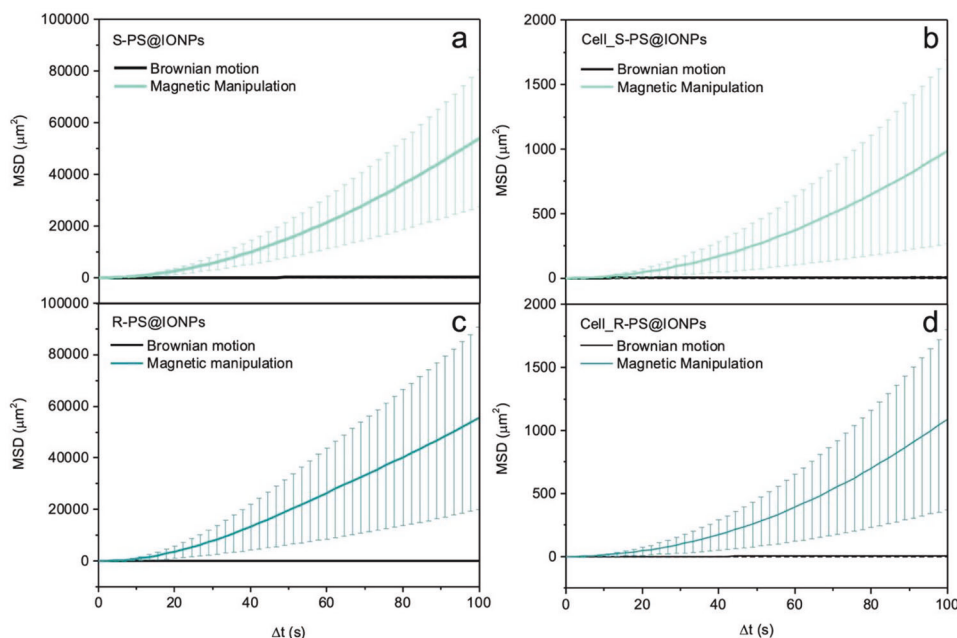 S-PS@IONPs
a
Brownian motion
Magnetic Manipulation
MSD (μm²)
100000
80000
60000
40000
20000
0
Cell_S-PS@IONPs
b
Brownian motion
Magnetic Manipulation
MSD (μm²)
2000
1500
1000
500
0
R-PS@IONPs
c
Brownian motion
Magnetic manipulation
MSD (μm²)
100000
80000
60000
40000
20000
0
0 20 40 60 80 100
Δt (s)
Cell_R-PS@IONPs
d
Brownian motion
Magnetic Manipulation
MSD (μm²)
2000
1500
1000
500
0
0 20 40 60 80 100
Δt (s)